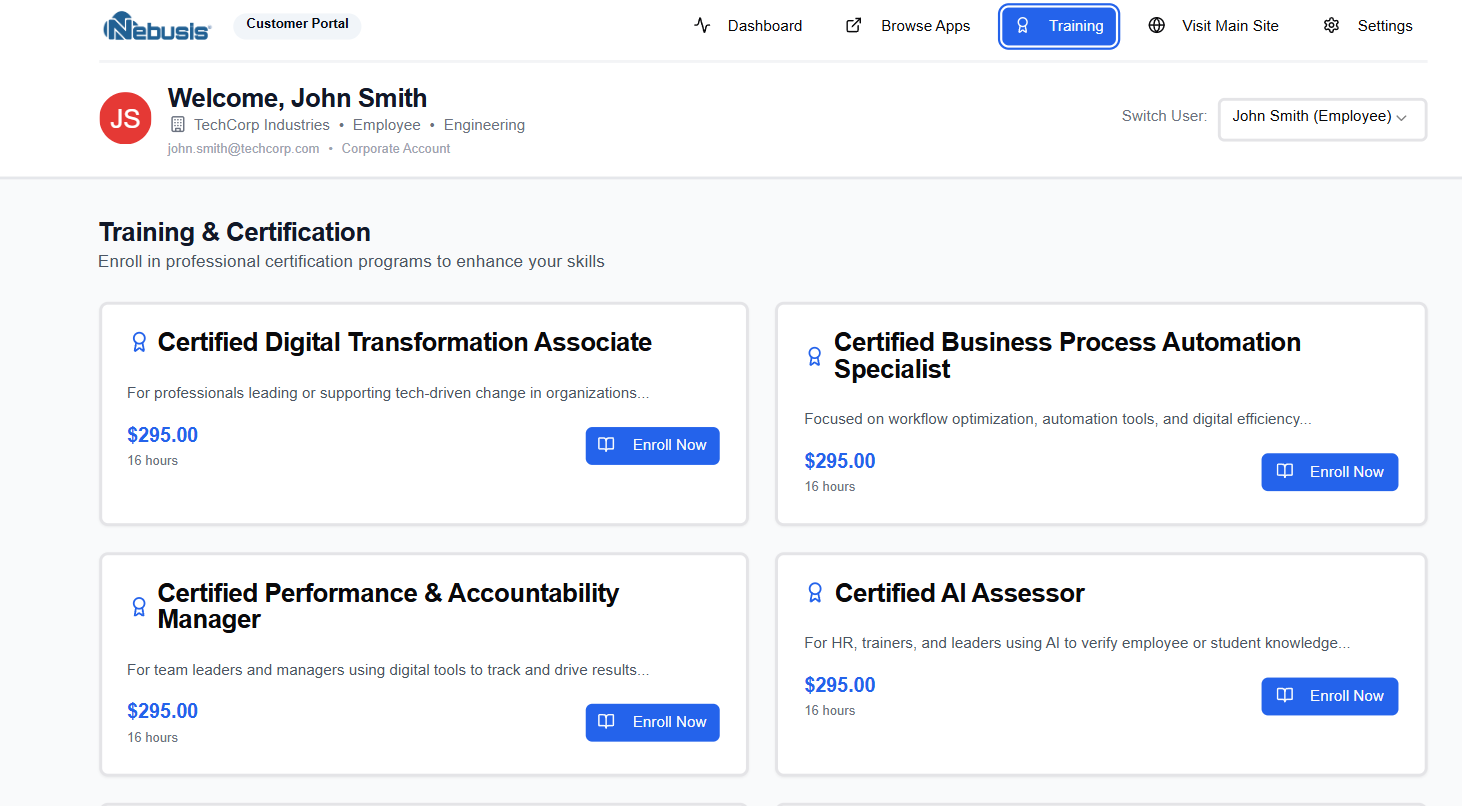 Nebusis
Customer Portal
Dashboard
Browse Apps
Training
Visit Main Site
Settings
JS
Welcome, John Smith
TechCorp Industries • Employee • Engineering
john.smith@techcorp.com • Corporate Account
Switch User:
John Smith (Employee)
Training & Certification
Enroll in professional certification programs to enhance your skills
Certified Digital Transformation Associate
For professionals leading or supporting tech-driven change in organizations...
$295.00
16 hours
Enroll Now
Certified Business Process Automation
Specialist
Focused on workflow optimization, automation tools, and digital efficiency...
$295.00
16 hours
Enroll Now
Certified Performance & Accountability
Manager
For team leaders and managers using digital tools to track and drive results...
$295.00
16 hours
Enroll Now
Certified AI Assessor
For HR, trainers, and leaders using AI to verify employee or student knowledge...
$295.00
16 hours
Enroll Now